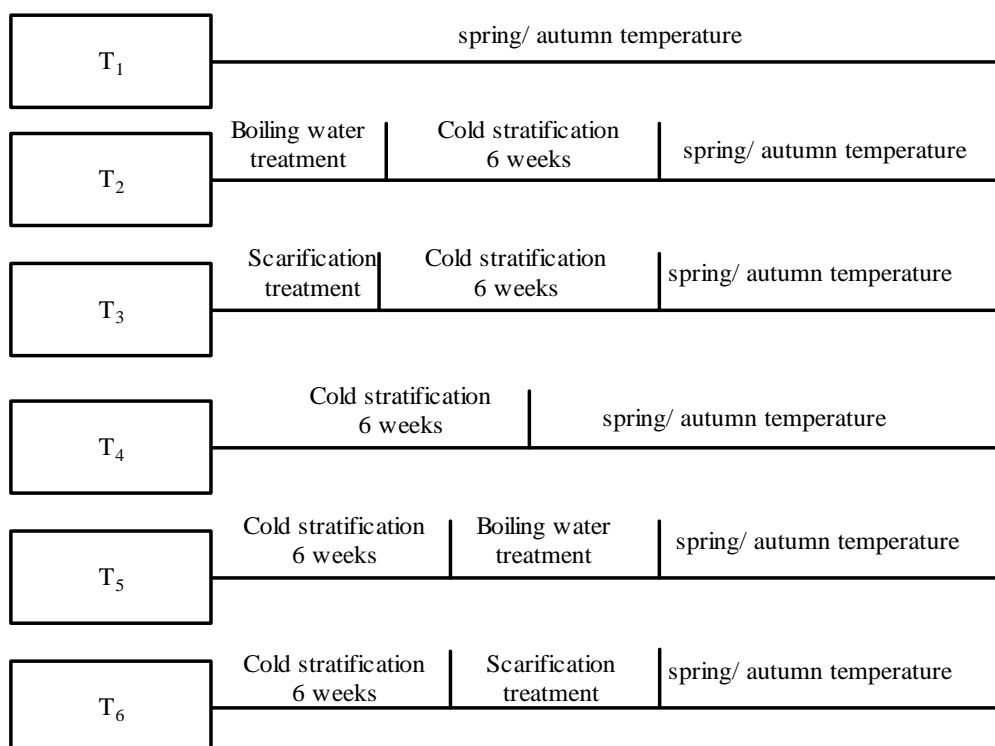 T₁
spring/ autumn temperature
T₂
Boiling water
treatment
Cold stratification
6 weeks
spring/ autumn temperature
T₃
Scarification
treatment
Cold stratification
6 weeks
spring/ autumn temperature
T₄
Cold stratification
6 weeks
spring/ autumn temperature
T₅
Cold stratification
6 weeks
Boiling water
treatment
spring/ autumn temperature
T₆
Cold stratification
6 weeks
Scarification
treatment
spring/ autumn temperature